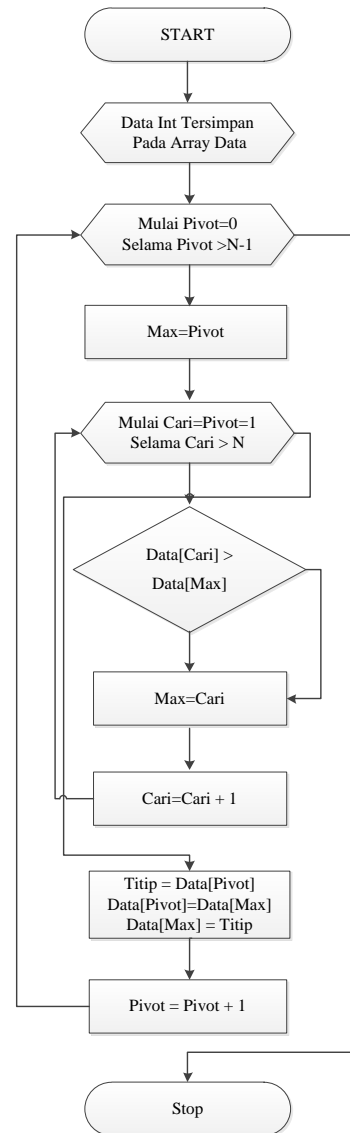 START
Data Int Tersimpan
Pada Array Data
Mulai Pivot=0
Selama Pivot >N-1
Max=Pivot
Mulai Cari=Pivot=1
Selama Cari > N
Data[Cari] >
Data[Max]
Max=Cari
Cari=Cari + 1
Titip = Data[Pivot]
Data[Pivot]=Data[Max]
Data[Max] = Titip
Pivot = Pivot + 1
Stop